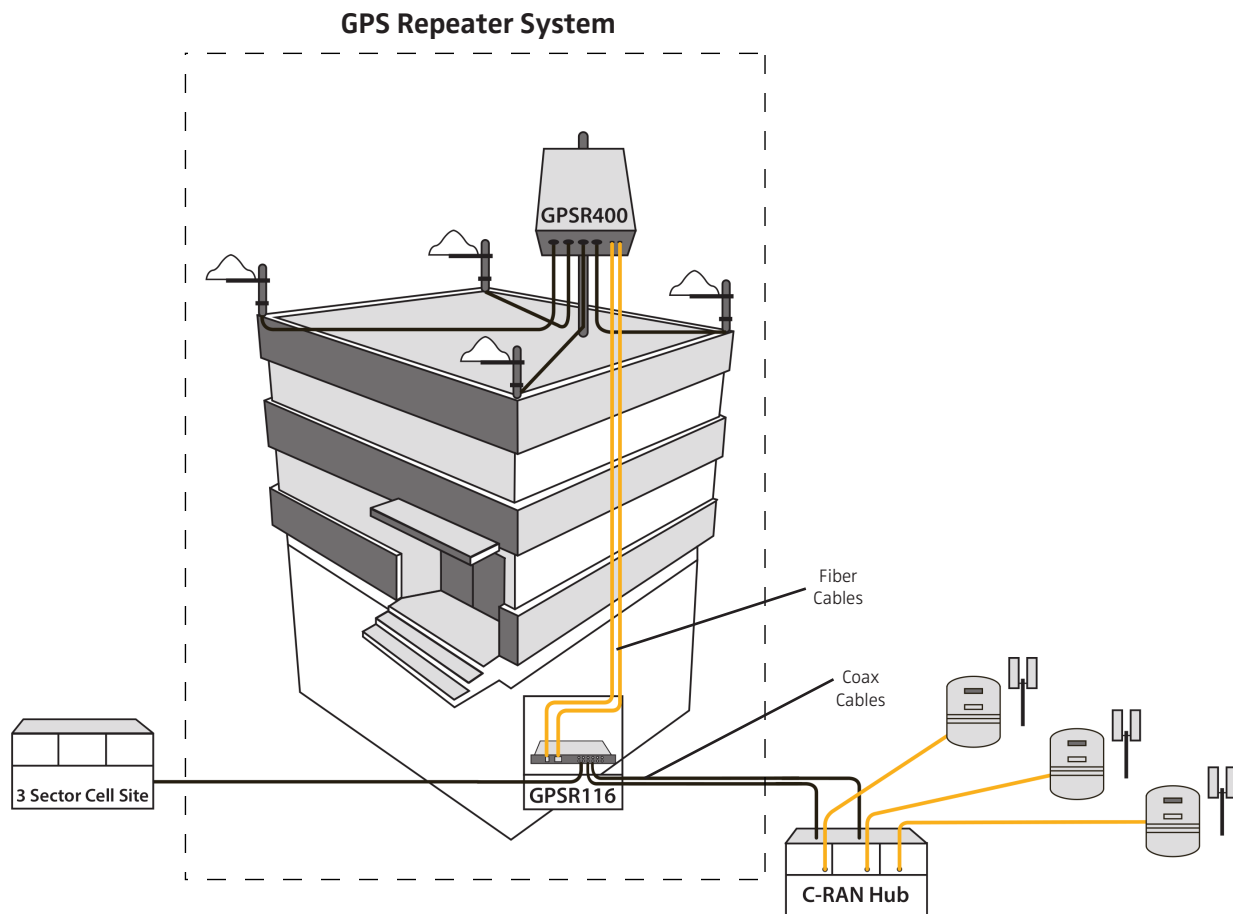 GPS Repeater System
GPSR400
Fiber
Cables
Coax
Cables
3 Sector Cell Site
GPSR116
C-RAN Hub